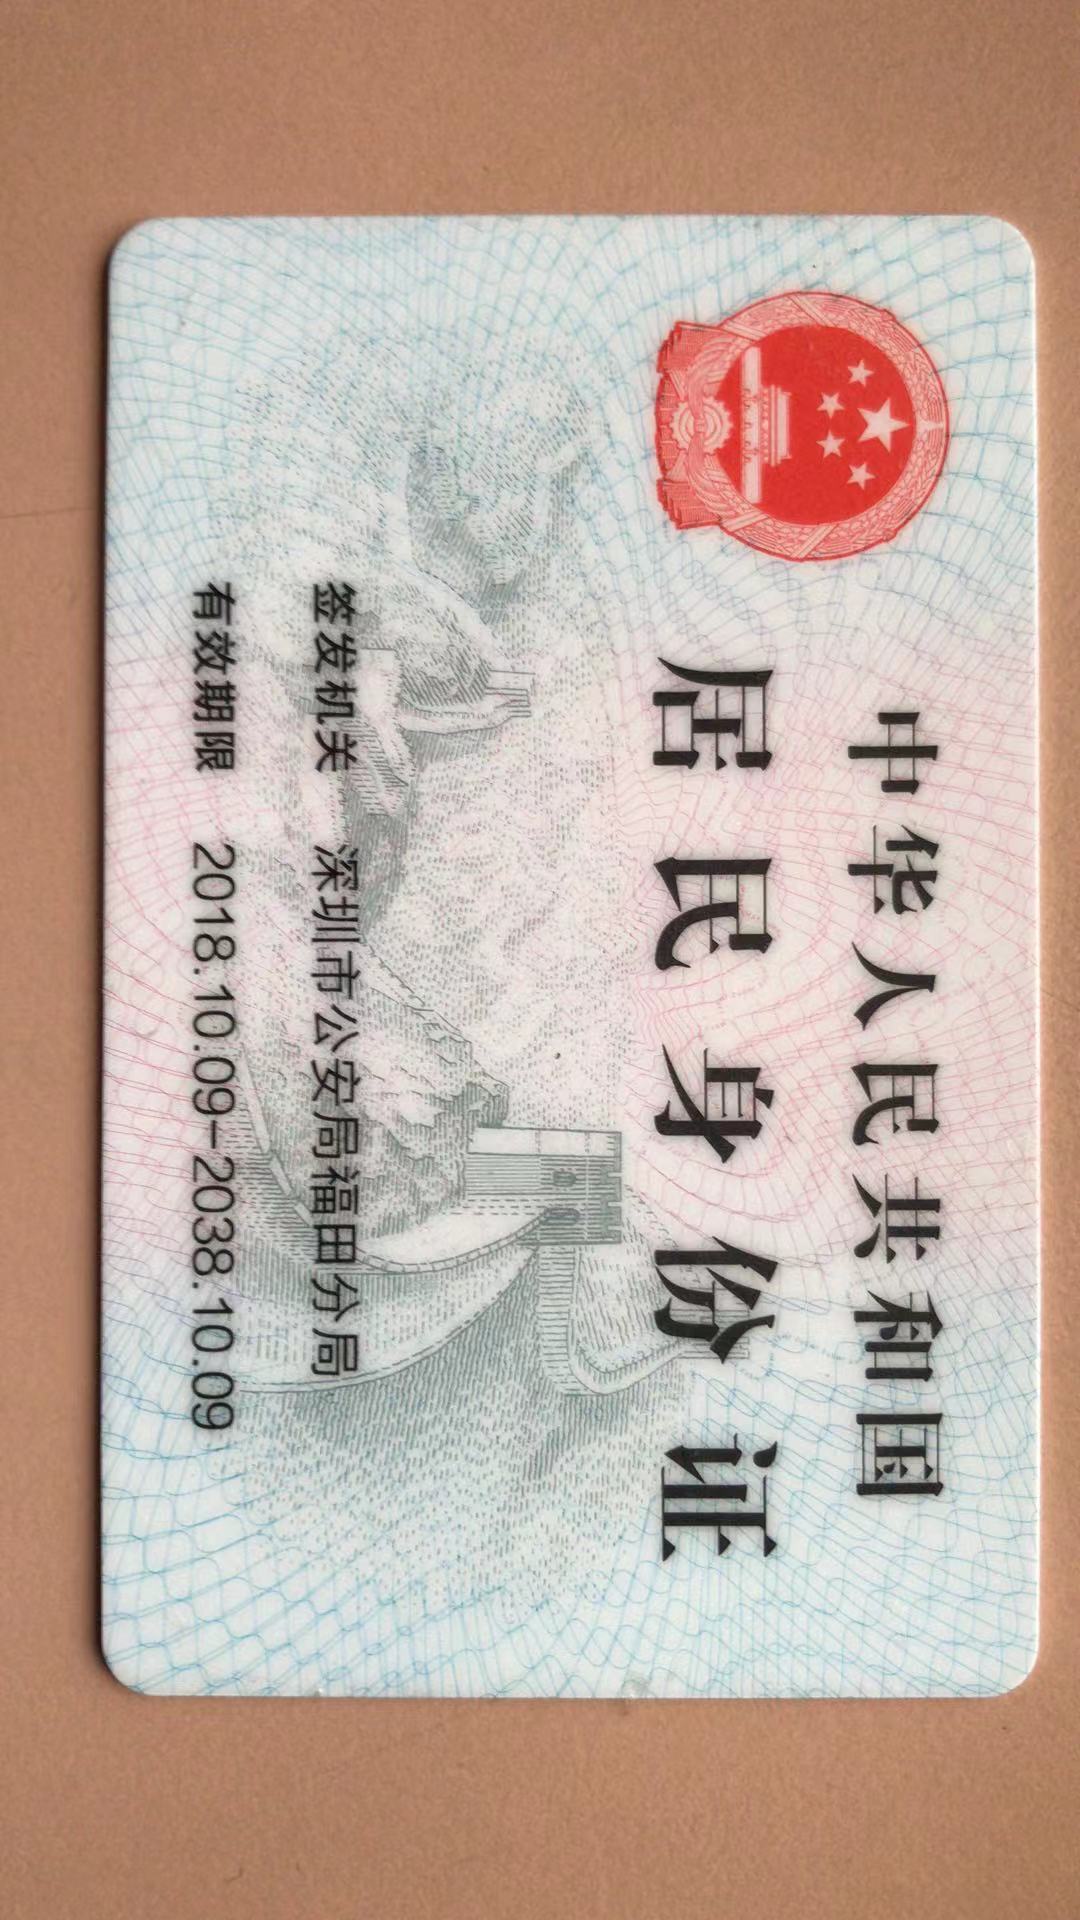 中华人民共和国
居民身份证
签发机关 深圳市公安局福田分局
有效期限 2018.10.09-2038.10.09